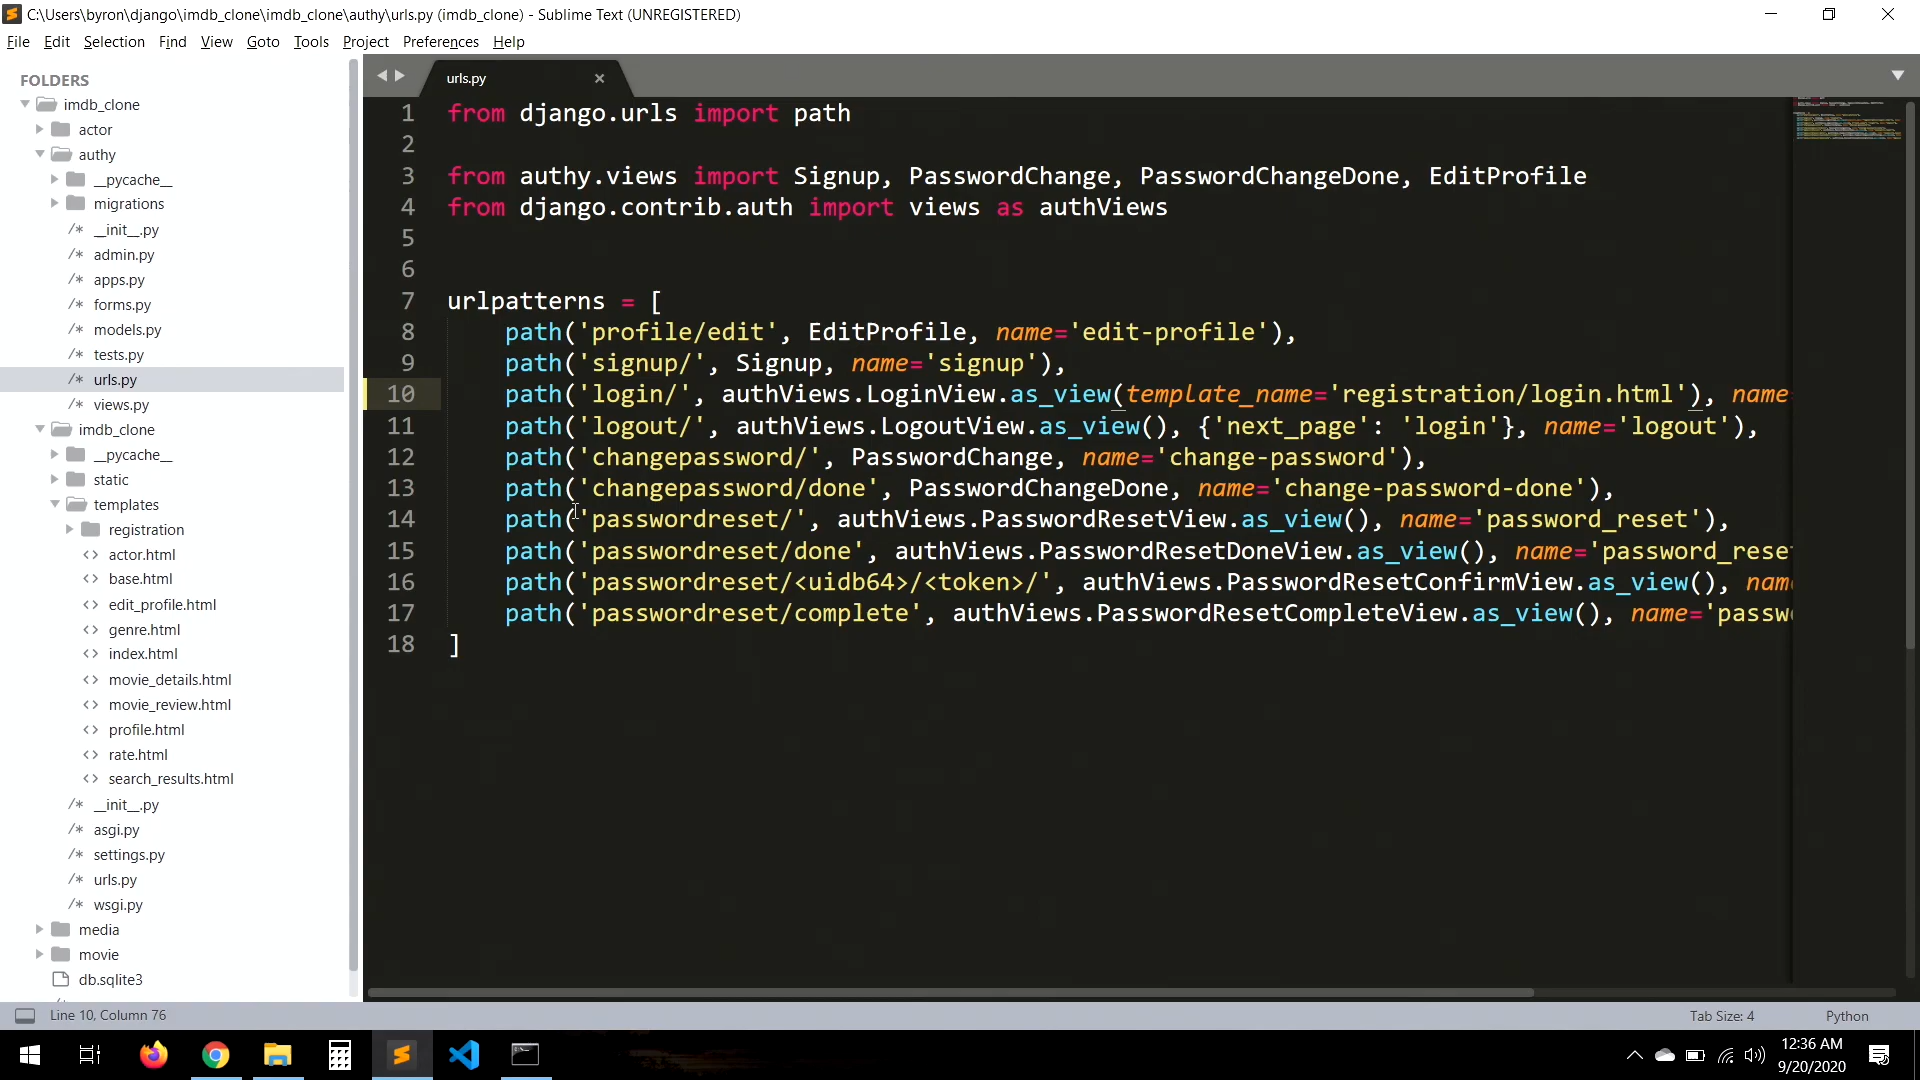 C:\Users\byron\django\imdb_clone\imdb_clone\authy\urls.py (imdb_clone) - Sublime Text (UNREGISTERED)
File Edit Selection Find View Goto Tools Project Preferences Help
FOLDERS
imdb_clone
actor
authy
__pycache__
migrations
/* __init__.py
/* admin.py
/* apps.py
/* forms.py
/* models.py
/* tests.py
/* urls.py
/* views.py
imdb_clone
__pycache__
static
templates
registration
<> actor.html
<> base.html
<> edit_profile.html
<> genre.html
<> index.html
<> movie_details.html
<> movie_review.html
<> profile.html
<> rate.html
<> search_results.html
/* __init__.py
/* asgi.py
/* settings.py
/* urls.py
/* wsgi.py
media
movie
db.sqlite3
urls.py
1 from django.urls import path
2
3 from authy.views import Signup, PasswordChange, PasswordChangeDone, EditProfile
4 from django.contrib.auth import views as authViews
5
6
7 urlpatterns = [
8 path('profile/edit', EditProfile, name='edit-profile'),
9 path('signup/', Signup, name='signup'),
10 path('login/', authViews.LoginView.as_view(template_name='registration/login.html'), name
11 path('logout/', authViews.LogoutView.as_view(), {'next_page': 'login'}, name='logout'),
12 path('changepassword/', PasswordChange, name='change-password'),
13 path('changepassword/done', PasswordChangeDone, name='change-password-done'),
14 path('passwordreset/', authViews.PasswordResetView.as_view(), name='password_reset'),
15 path('passwordreset/done', authViews.PasswordResetDoneView.as_view(), name='password_reset
16 path('passwordreset/<uidb64>/<token>/', authViews.PasswordResetConfirmView.as_view(), nam
17 path('passwordreset/complete', authViews.PasswordResetCompleteView.as_view(), name='passw
18 ]
Line 10, Column 76
Tab Size: 4
Python
12:36 AM
9/20/2020